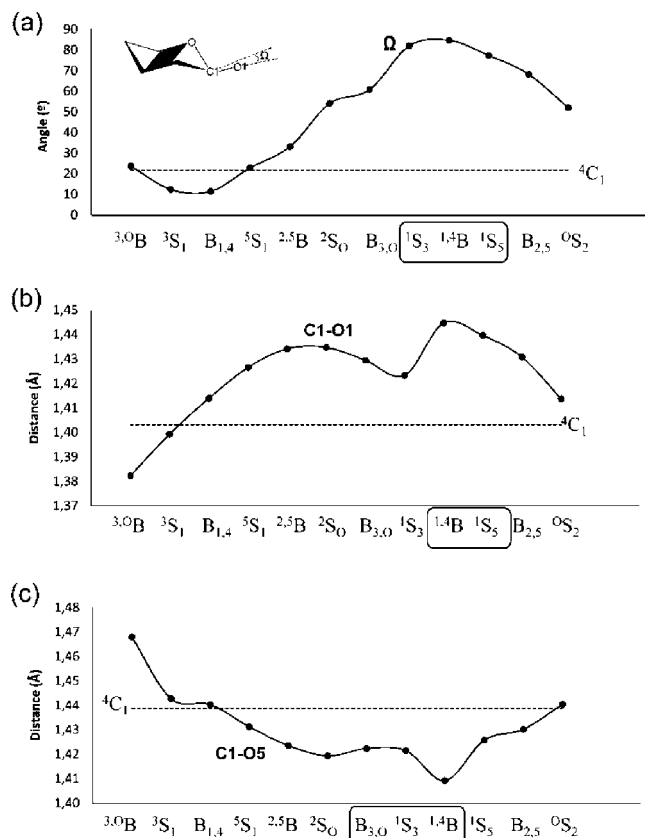 (a)
90
80
70
60
50
40
30
20
10
0
Angle (º)
O
C1
O1
Ω
Ω
⁴C₁
³,ᴼB ³S₁ B₁,₄ ⁵S₁ ²,⁵B ²Sₒ B₃,ₒ ¹S₃ ¹,⁴B ¹S₅ B₂,₅ ᴼS₂
(b)
1,45
1,44
1,43
1,42
1,41
1,40
1,38
1,37
Distance (Å)
C1-O1
⁴C₁
³,ᴼB ³S₁ B₁,₄ ⁵S₁ ²,⁵B ²Sₒ B₃,ₒ ¹S₃ ¹,⁴B ¹S₅ B₂,₅ ᴼS₂
(c)
1,48
1,47
1,46
1,45
1,44
1,43
1,42
1,41
1,40
Distance (Å)
⁴C₁
C1-O5
³,ᴼB ³S₁ B₁,₄ ⁵S₁ ²,⁵B ²Sₒ B₃,ₒ ¹S₃ ¹,⁴B ¹S₅ B₂,₅ ᴼS₂